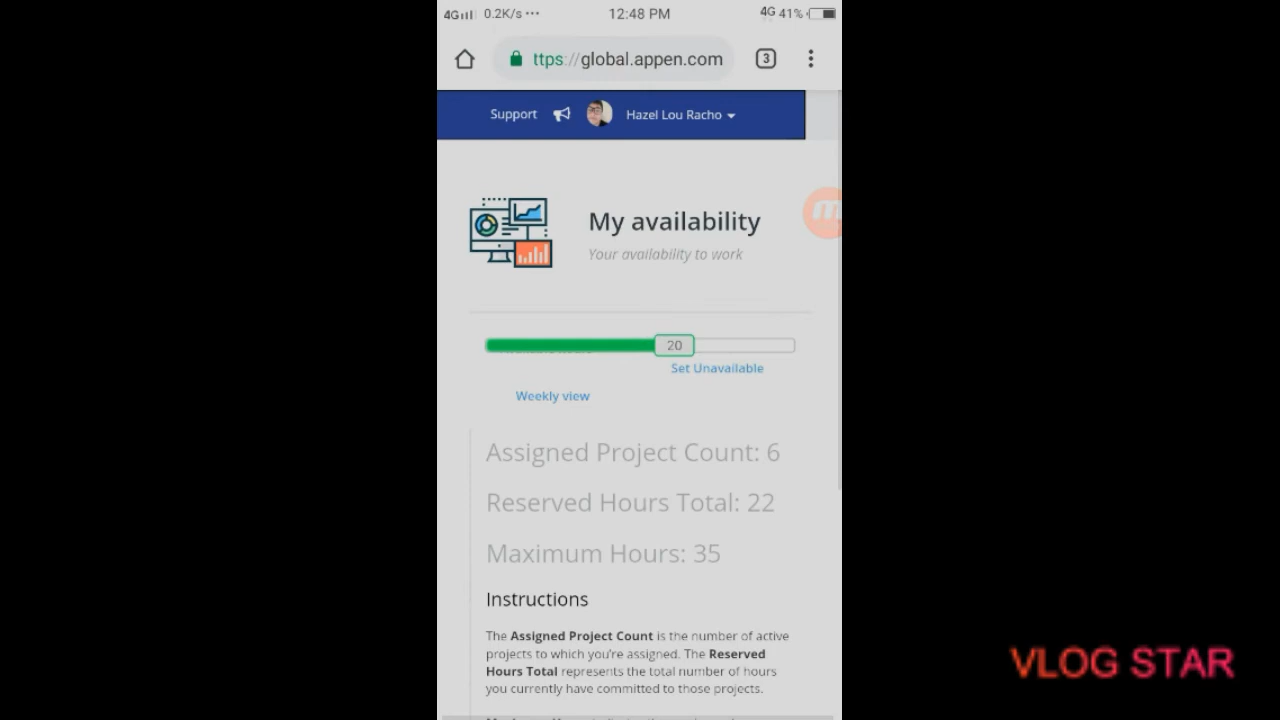 4G 0.2K/s ··· 12:48 PM 4G 41%
ttps://global.appen.com 3
Support Hazel Lou Racho
My availability
Your availability to work
20
Set Unavailable
Weekly view
Assigned Project Count: 6
Reserved Hours Total: 22
Maximum Hours: 35
Instructions
The Assigned Project Count is the number of active
projects to which you're assigned. The Reserved
Hours Total represents the total number of hours
you currently have committed to those projects.
VLOG STAR